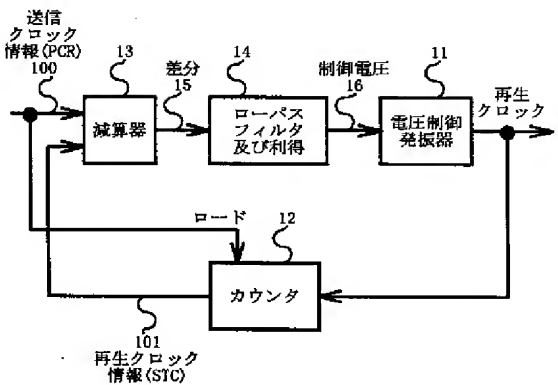 送信
クロック
情報(PCR)
100
13
減算器
差分
15
14
ローパス
フィルタ
及び利得
制御電圧
16
11
電圧制御
発振器
再生
クロック
ロード
12
カウンタ
101
再生クロック
情報(STC)